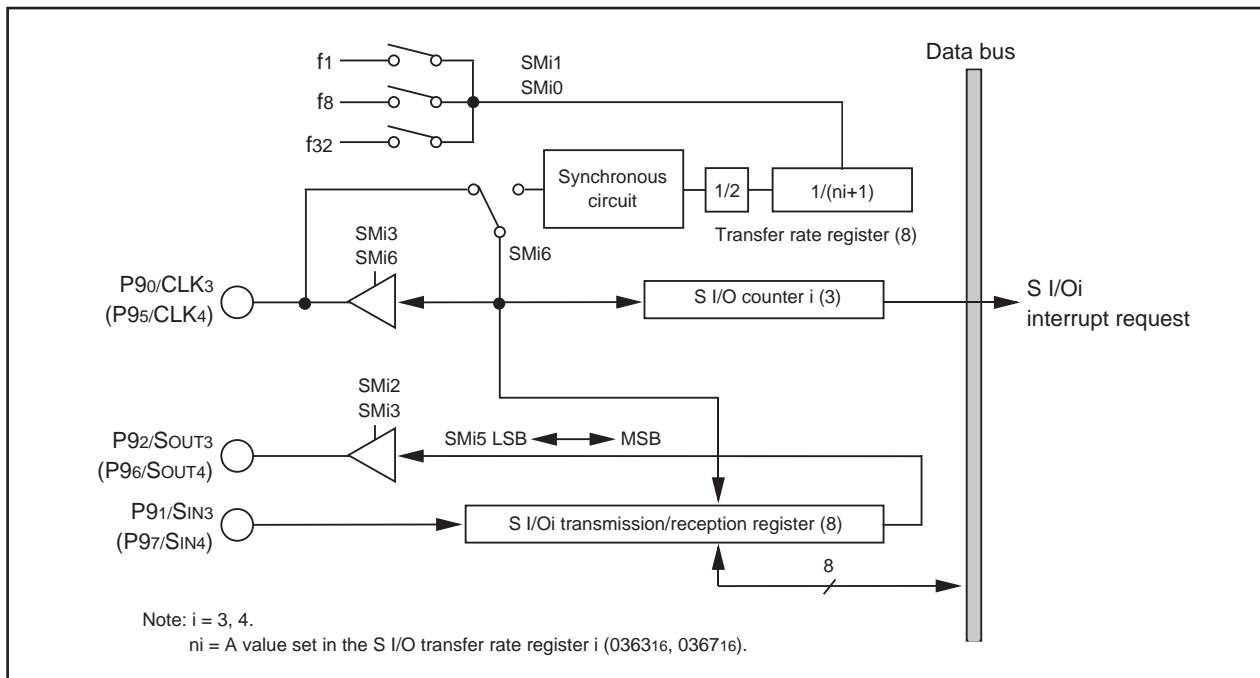 Data bus
f1
SMi1
SMi0
f8
f32
Synchronous
circuit
1/2
1/(ni+1)
Transfer rate register (8)
SMi3
SMi6
SMi6
P90/CLK3
(P95/CLK4)
S I/O counter i (3)
S I/Oi
interrupt request
SMi2
SMi3
SMi5 LSB
MSB
P92/SOUT3
(P96/SOUT4)
P91/SIN3
(P97/SIN4)
S I/Oi transmission/reception register (8)
8
Note: i = 3, 4.
ni = A value set in the S I/O transfer rate register i (036316, 036716).